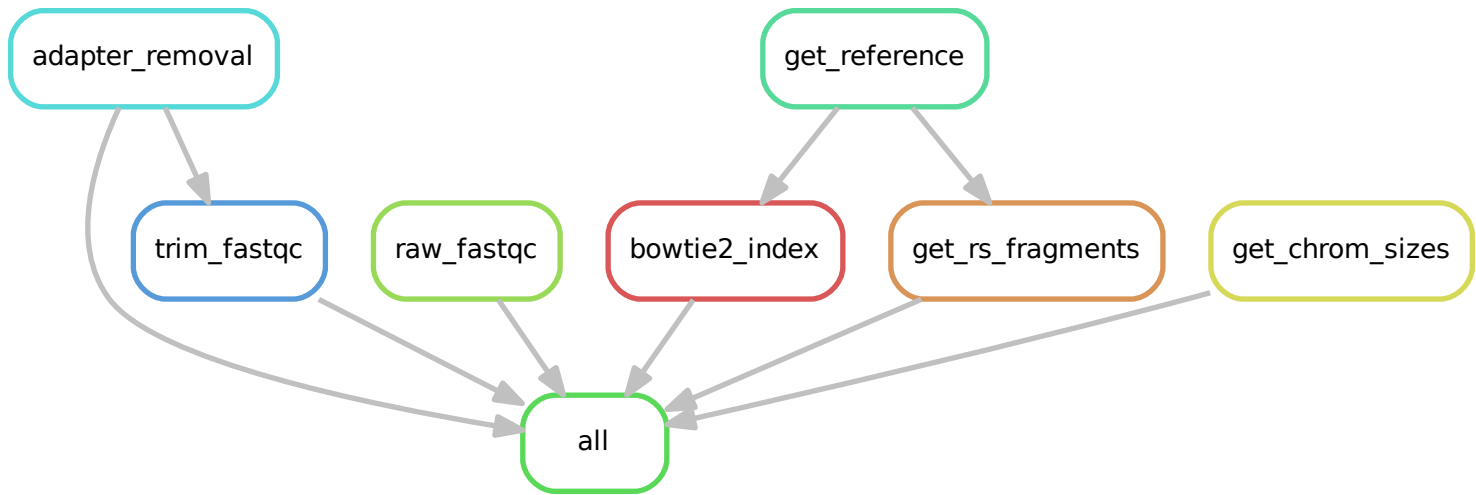 adapter_removal
get_reference
trim_fastqc
raw_fastqc
bowtie2_index
get_rs_fragments
get_chrom_sizes
all